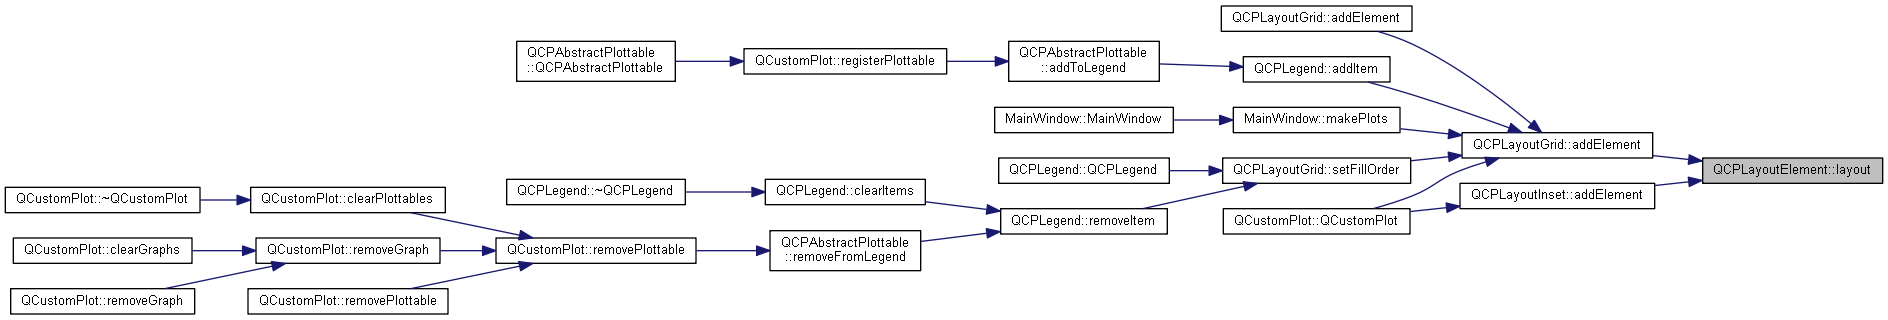 QCPLayoutGrid::addElement
QCPAbstractPlottable
::QCPAbstractPlottable
QCustomPlot::registerPlottable
QCPAbstractPlottable
::addToLegend
QCPLegend::addItem
MainWindow::MainWindow
MainWindow::makePlots
QCPLayoutGrid::addElement
QCPLegend::QCPLegend
QCPLayoutGrid::setFillOrder
QCPLayoutElement::layout
QCustomPlot::~QCustomPlot
QCustomPlot::clearPlottables
QCPLegend::~QCPLegend
QCPLegend::clearItems
QCPLayoutInset::addElement
QCPLegend::removeItem
QCustomPlot::QCustomPlot
QCustomPlot::clearGraphs
QCustomPlot::removeGraph
QCustomPlot::removePlottable
QCPAbstractPlottable
::removeFromLegend
QCustomPlot::removeGraph
QCustomPlot::removePlottable